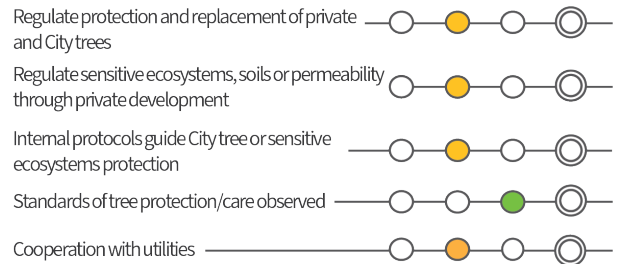 Regulate protection and replacement of private
and City trees
Regulate sensitive ecosystems, soils or permeability
through private development
Internal protocols guide City tree or sensitive
ecosystems protection
Standards of tree protection/care observed
Cooperation with utilities